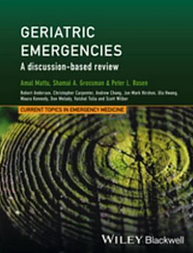 GERIATRIC
EMERGENCIES
A discussion-based review
Amal Mattu, Shamai A. Grossman & Peter L. Rosen
Robert Anderson, Christopher Carpenter, Andrew Chang, Jon Mark Hirshon, Ula Hwang,
Maura Kennedy, Don Melady, Vaishal Tolia and Scott Wilber
CURRENT TOPICS IN EMERGENCY MEDICINE
WILEY Blackwell